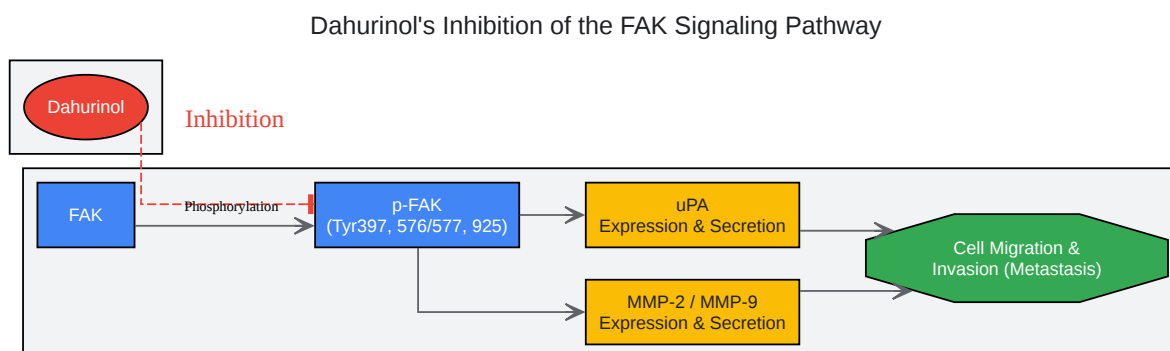 Dahurinol's Inhibition of the FAK Signaling Pathway
Dahurinol
Inhibition
FAK
Phosphorylation
p-FAK
(Tyr397, 576/577, 925)
uPA
Expression & Secretion
MMP-2 / MMP-9
Expression & Secretion
Cell Migration &
Invasion (Metastasis)